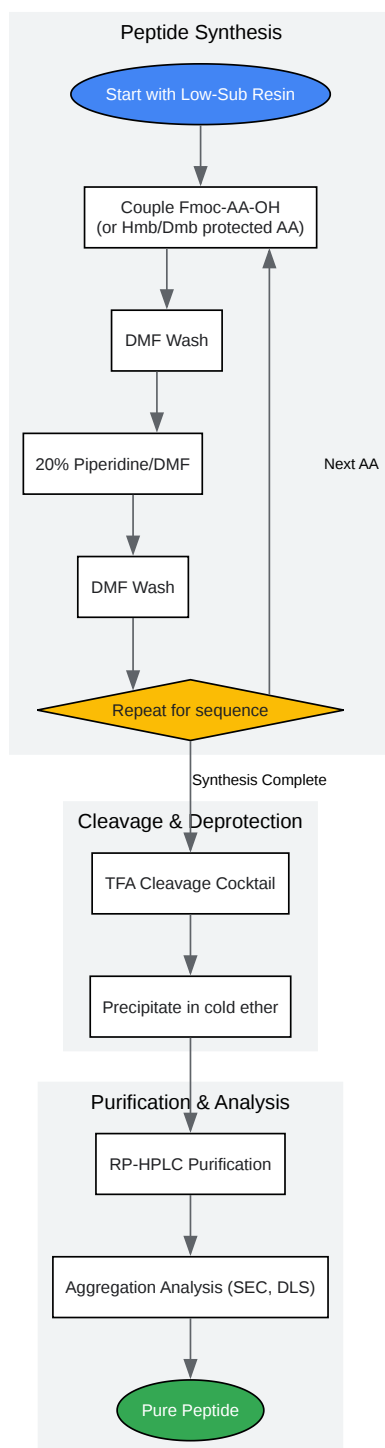 Peptide Synthesis
Start with Low-Sub Resin
Couple Fmoc-AA-OH
(or Hmb/Dmb protected AA)
DMF Wash
20% Piperidine/DMF
Next AA
DMF Wash
Repeat for sequence
Synthesis Complete
Cleavage & Deprotection
TFA Cleavage Cocktail
Precipitate in cold ether
Purification & Analysis
RP-HPLC Purification
Aggregation Analysis (SEC, DLS)
Pure Peptide